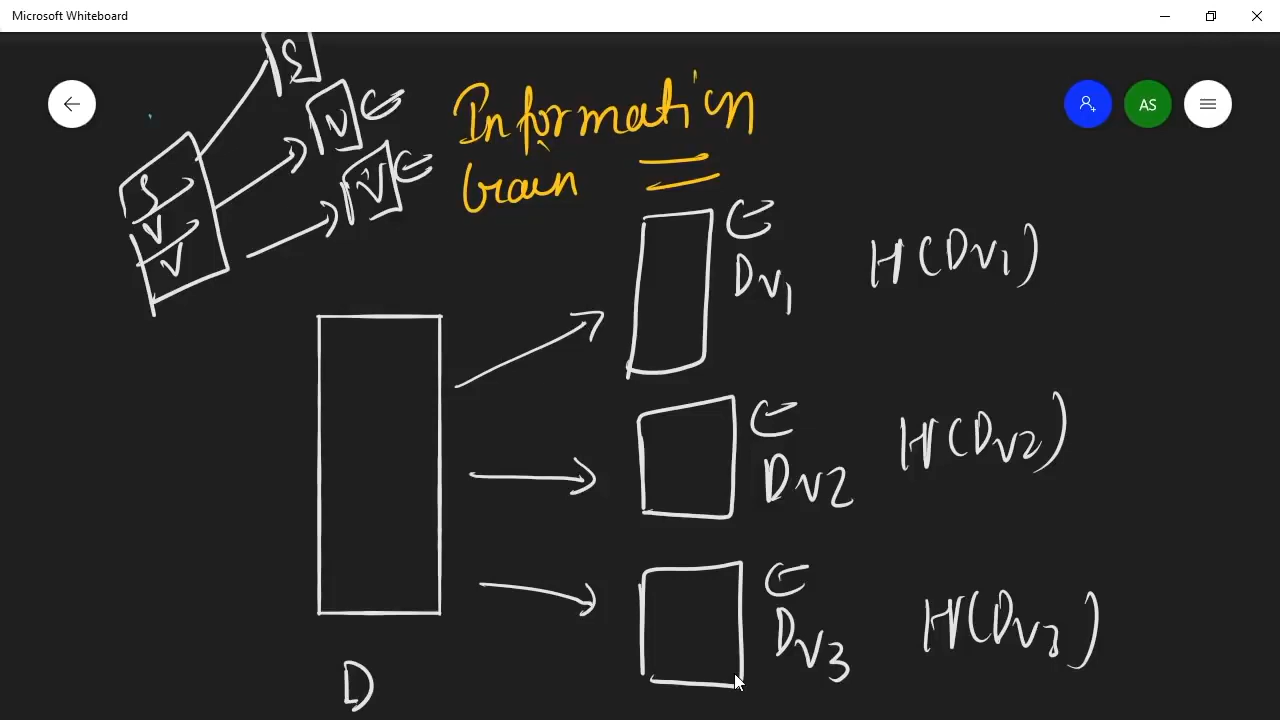 Microsoft Whiteboard
S
V
V
S
V
V
AS
Information
Gain
E
DV1
H(DV1)
E
DV2
H(DV2)
E
DV3
H(DV3)
D